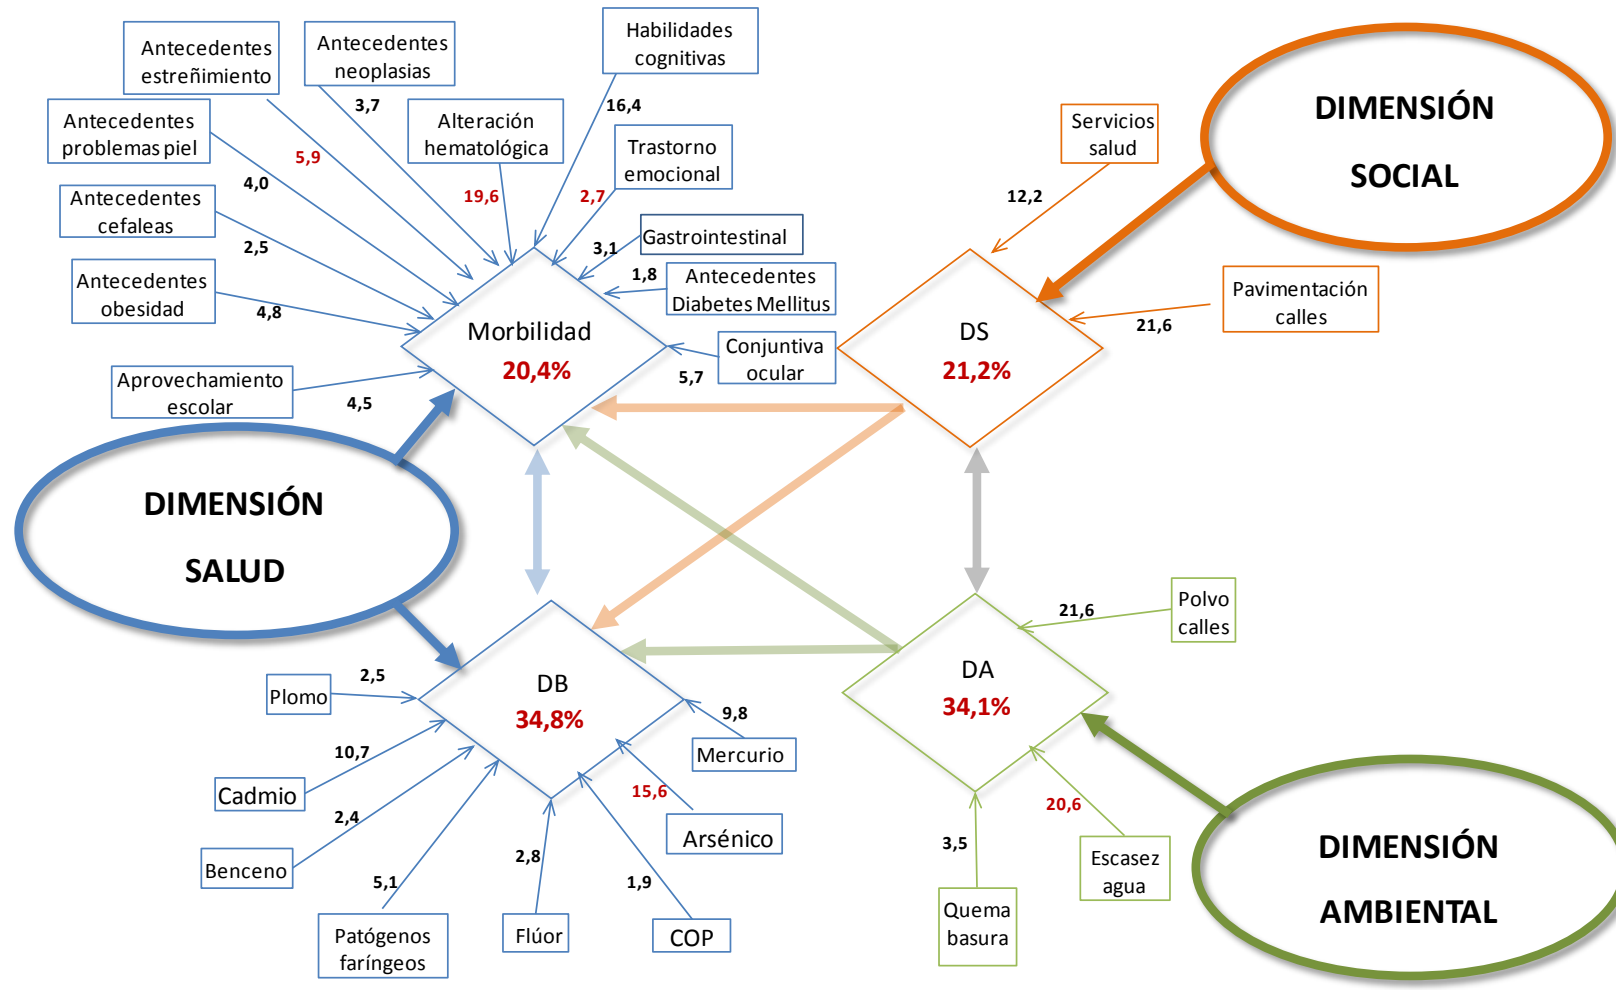 Antecedentes
estreñimiento
Antecedentes
neoplasias
3,7
Habilidades
cognitivas
16,4
Antecedentes
problemas piel
4,0
5,9
Alteración
hematológica
19,6
Trastorno
emocional
2,7
Antecedentes
cefaleas
2,5
Gastrointestinal
3,1
Antecedentes
obesidad
4,8
Antecedentes
Diabetes Mellitus
1,8
Aprovechamiento
escolar
4,5
Conjuntiva
ocular
5,7
Morbilidad
20,4%
Servicios
salud
12,2
Pavimentación
calles
21,6
DS
21,2%
DIMENSIÓN
SOCIAL
DIMENSIÓN
SALUD
DB
34,8%
Plomo
2,5
Cadmio
10,7
Benceno
2,4
Patógenos
faríngeos
5,1
Flúor
2,8
COP
1,9
Arsénico
15,6
Mercurio
9,8
DA
34,1%
Polvo
calles
21,6
Escasez
agua
20,6
Quema
basura
3,5
DIMENSIÓN
AMBIENTAL